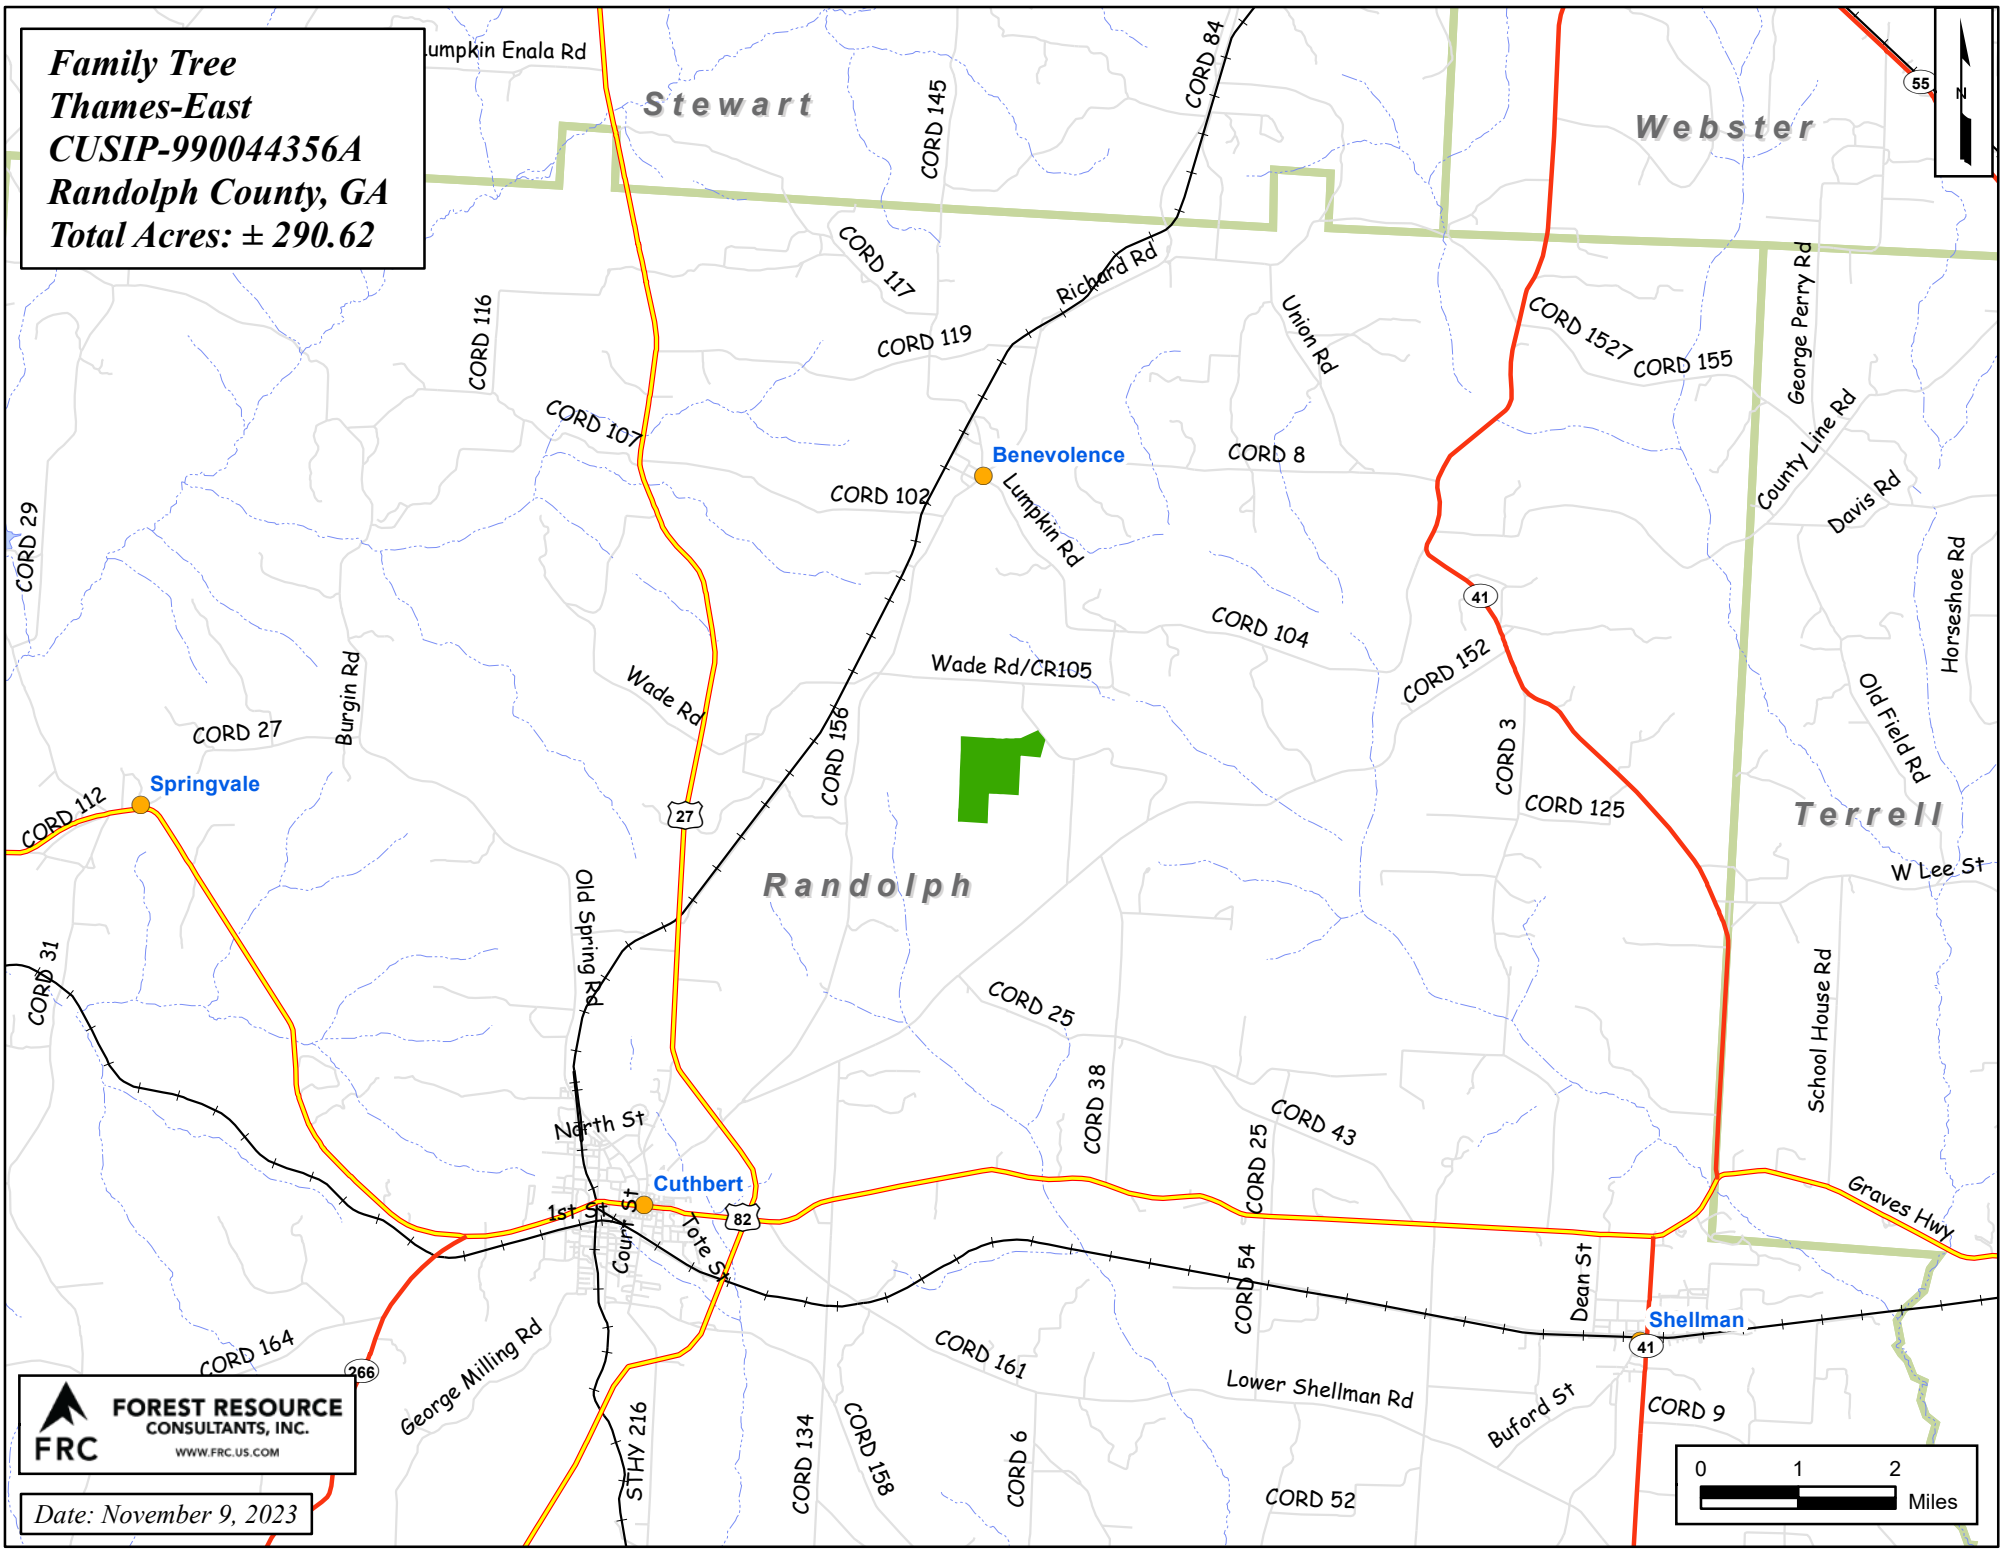 Family Tree
Thames-East
CUSIP-990044356A
Randolph County, GA
Total Acres: ± 290.62
Lumpkin Enala Rd
Stewart
CORD 145
CORD 84
Webster
55
N
CORD 117
Richard Rd
CORD 116
CORD 119
Union Rd
CORD 1527
CORD 155
George Perry Rd
CORD 107
County Line Rd
Benevolence
CORD 8
CORD 102
Lumpkin Rd
Davis Rd
CORD 29
Horseshoe Rd
41
CORD 104
CORD 152
Wade Rd/CR105
Wade Rd
Burgin Rd
CORD 27
CORD 156
CORD 3
Old Field Rd
Springvale
CORD 112
27
CORD 125
Terrell
Randolph
W Lee St
Old Spring Rd
CORD 31
CORD 25
School House Rd
CORD 38
North St
CORD 43
CORD 25
Cuthbert
1st St
Court St
Tote St
82
Graves Hwy
CORD 54
Dean St
Shellman
41
CORD 164
266
George Milling Rd
CORD 161
Lower Shellman Rd
Buford St
CORD 9
STHY 216
CORD 134
CORD 158
CORD 6
CORD 52
FRC
FOREST RESOURCE
CONSULTANTS, INC.
WWW.FRC.US.COM
Date: November 9, 2023
0 1 2
Miles